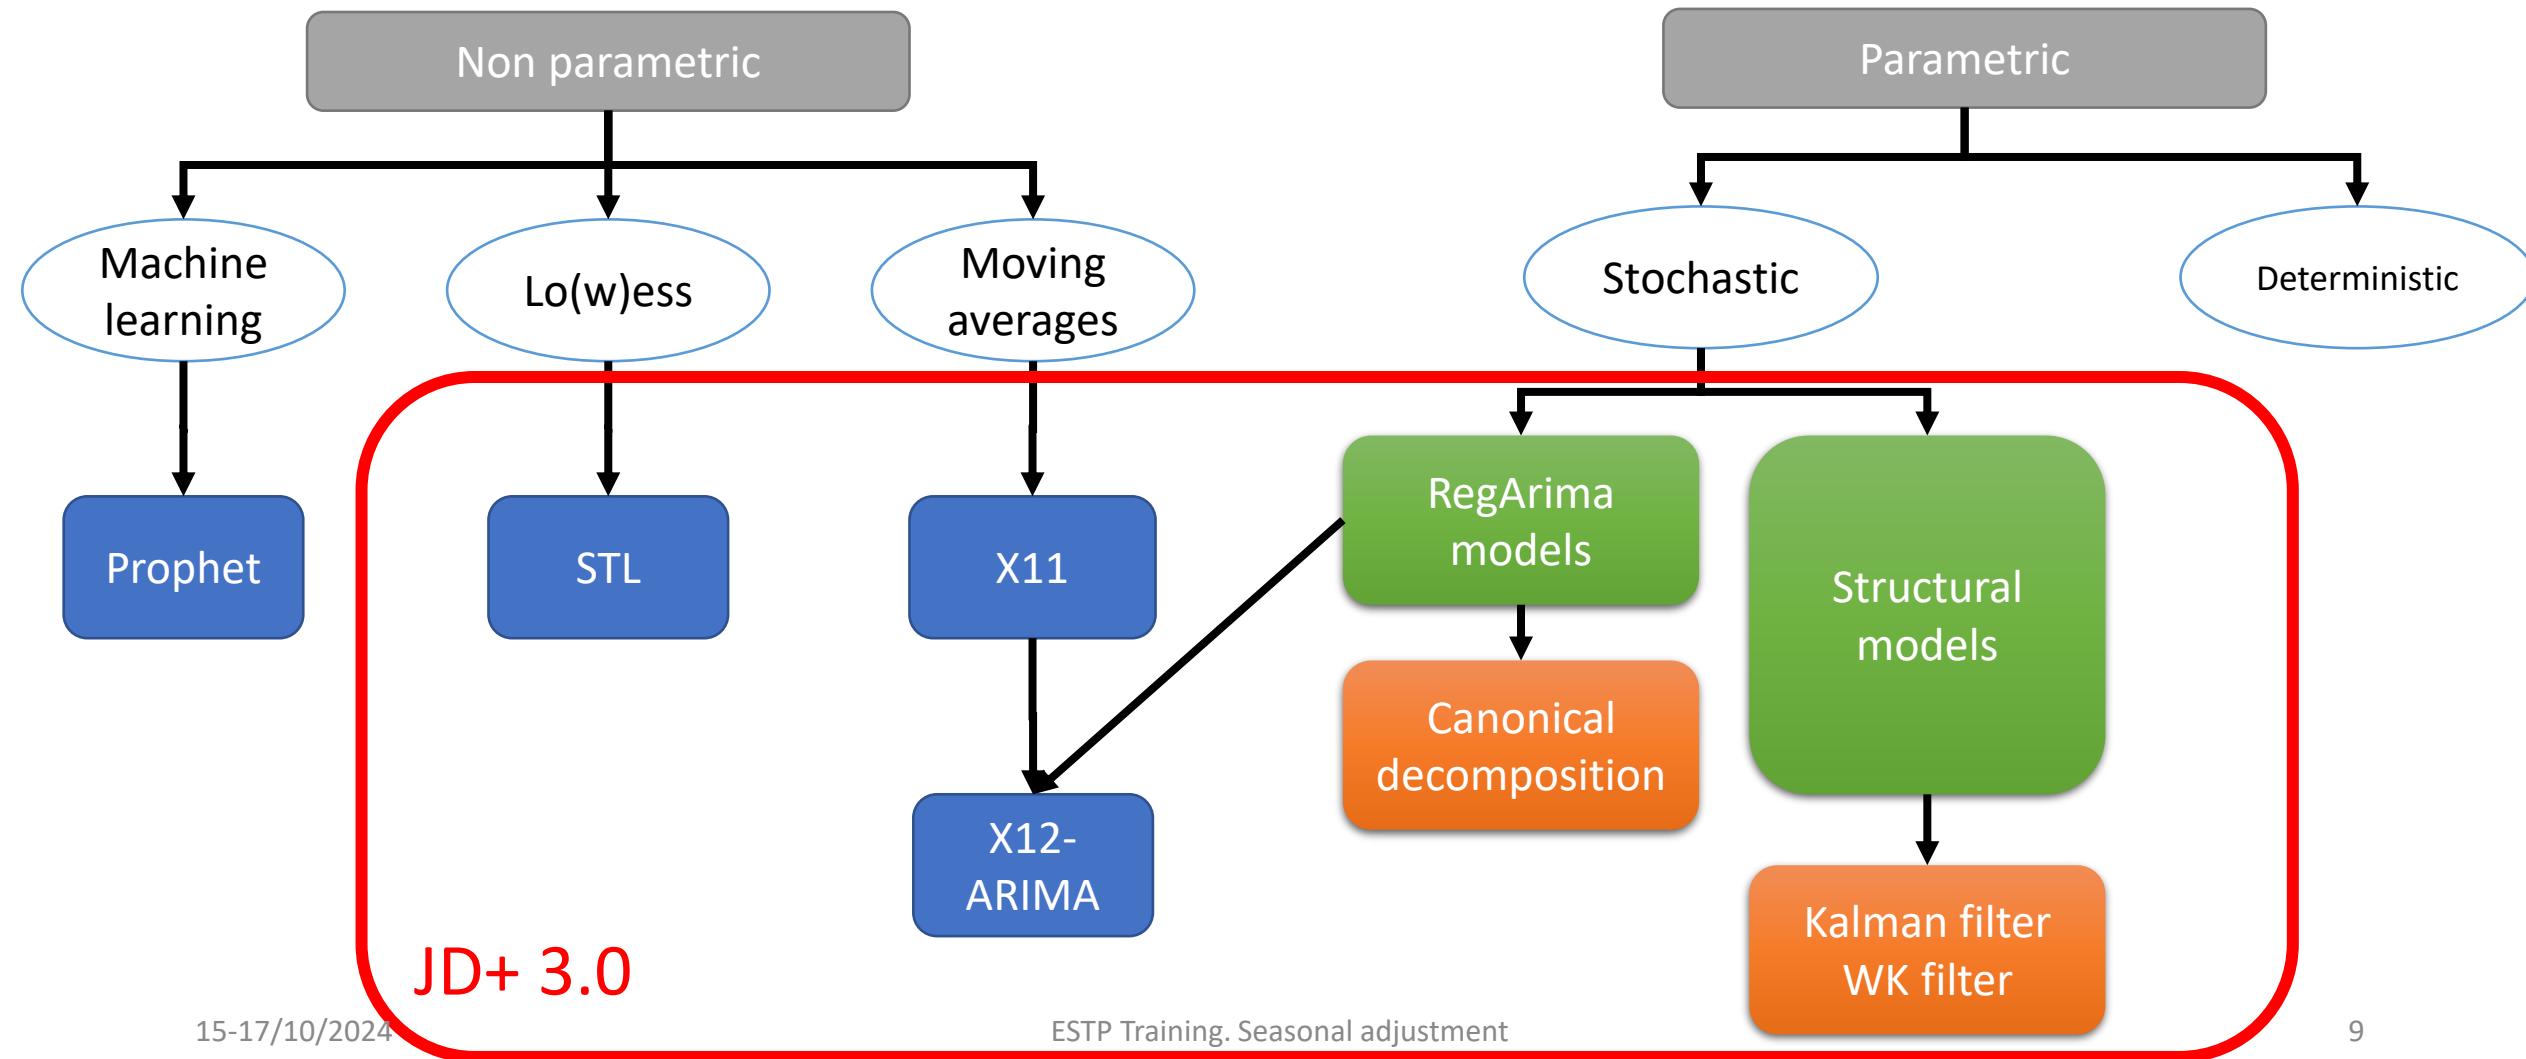 Non parametric
Parametric
Machine
learning
Lo(w)ess
Moving
averages
Stochastic
Deterministic
Prophet
STL
X11
RegArima
models
Structural
models
Canonical
decomposition
X12-
ARIMA
Kalman filter
WK filter
JD+ 3.0
15-17/10/2024
ESTP Training. Seasonal adjustment
9